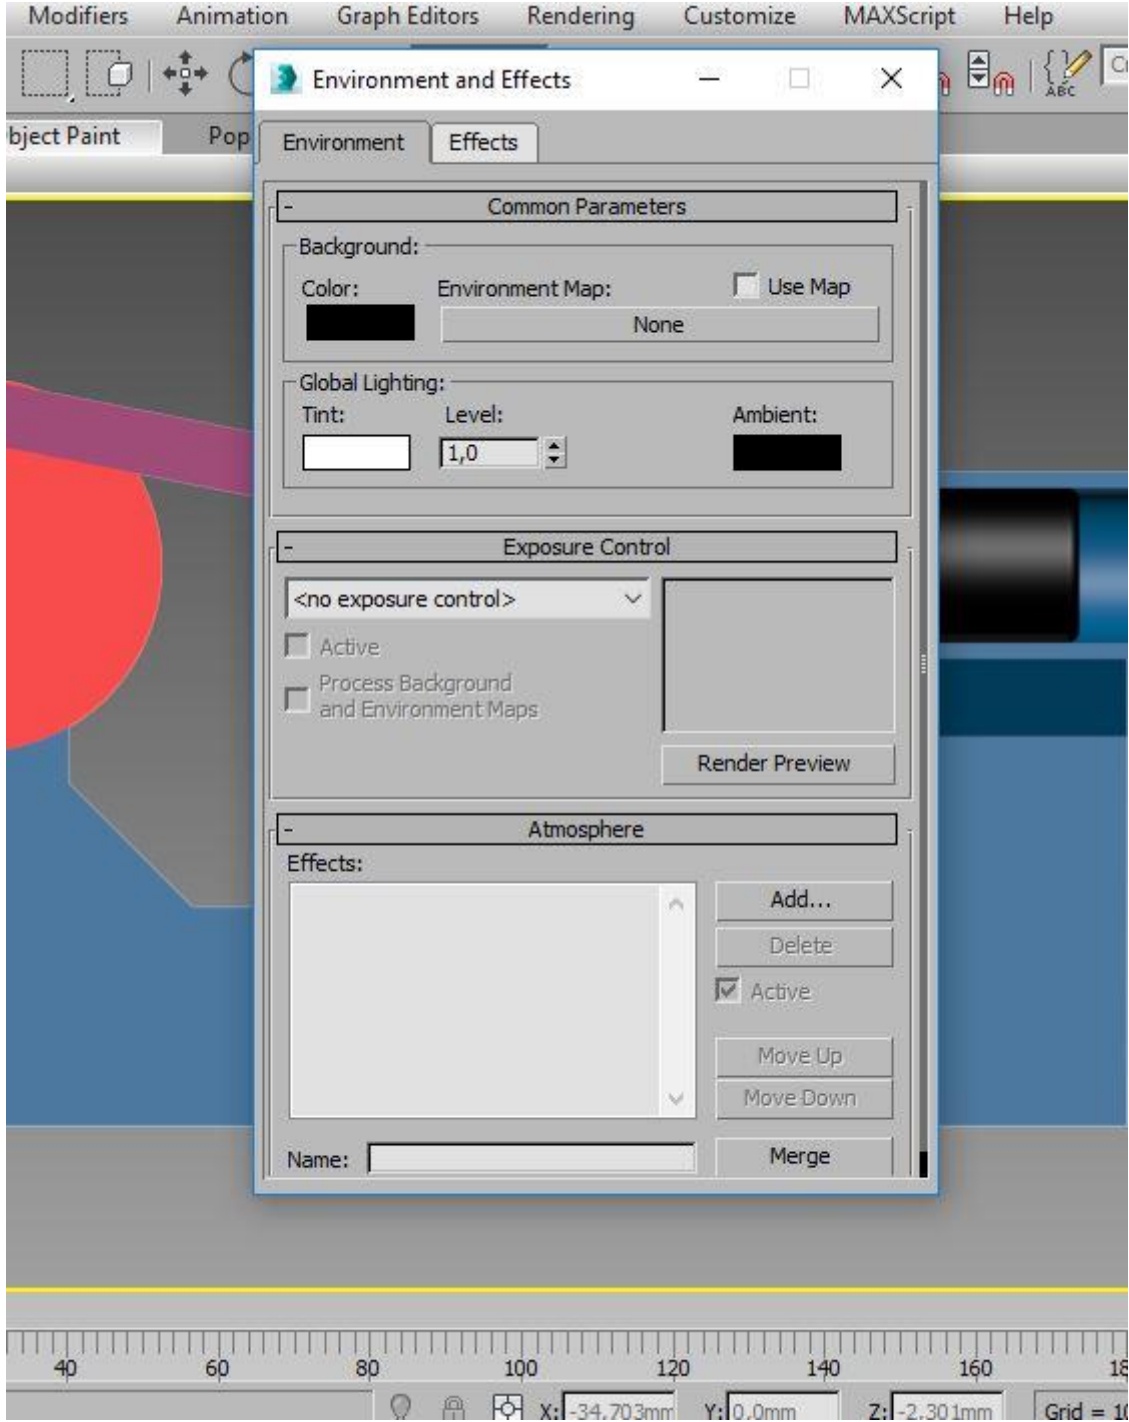 Modifiers Animation Graph Editors Rendering Customize MAXScript Help
ABC
bject Paint Pop
Environment and Effects
Environment Effects
- Common Parameters
Background:
Color: Environment Map: Use Map
None
Global Lighting:
Tint: Level: Ambient:
1,0
- Exposure Control
<no exposure control>
Active
Process Background
and Environment Maps
Render Preview
- Atmosphere
Effects:
Add...
Delete
Active
Move Up
Move Down
Name: Merge
40 60 80 100 120 140 160 18
X: -34,703mm Y: 0,0mm Z: -2,301mm Grid = 10